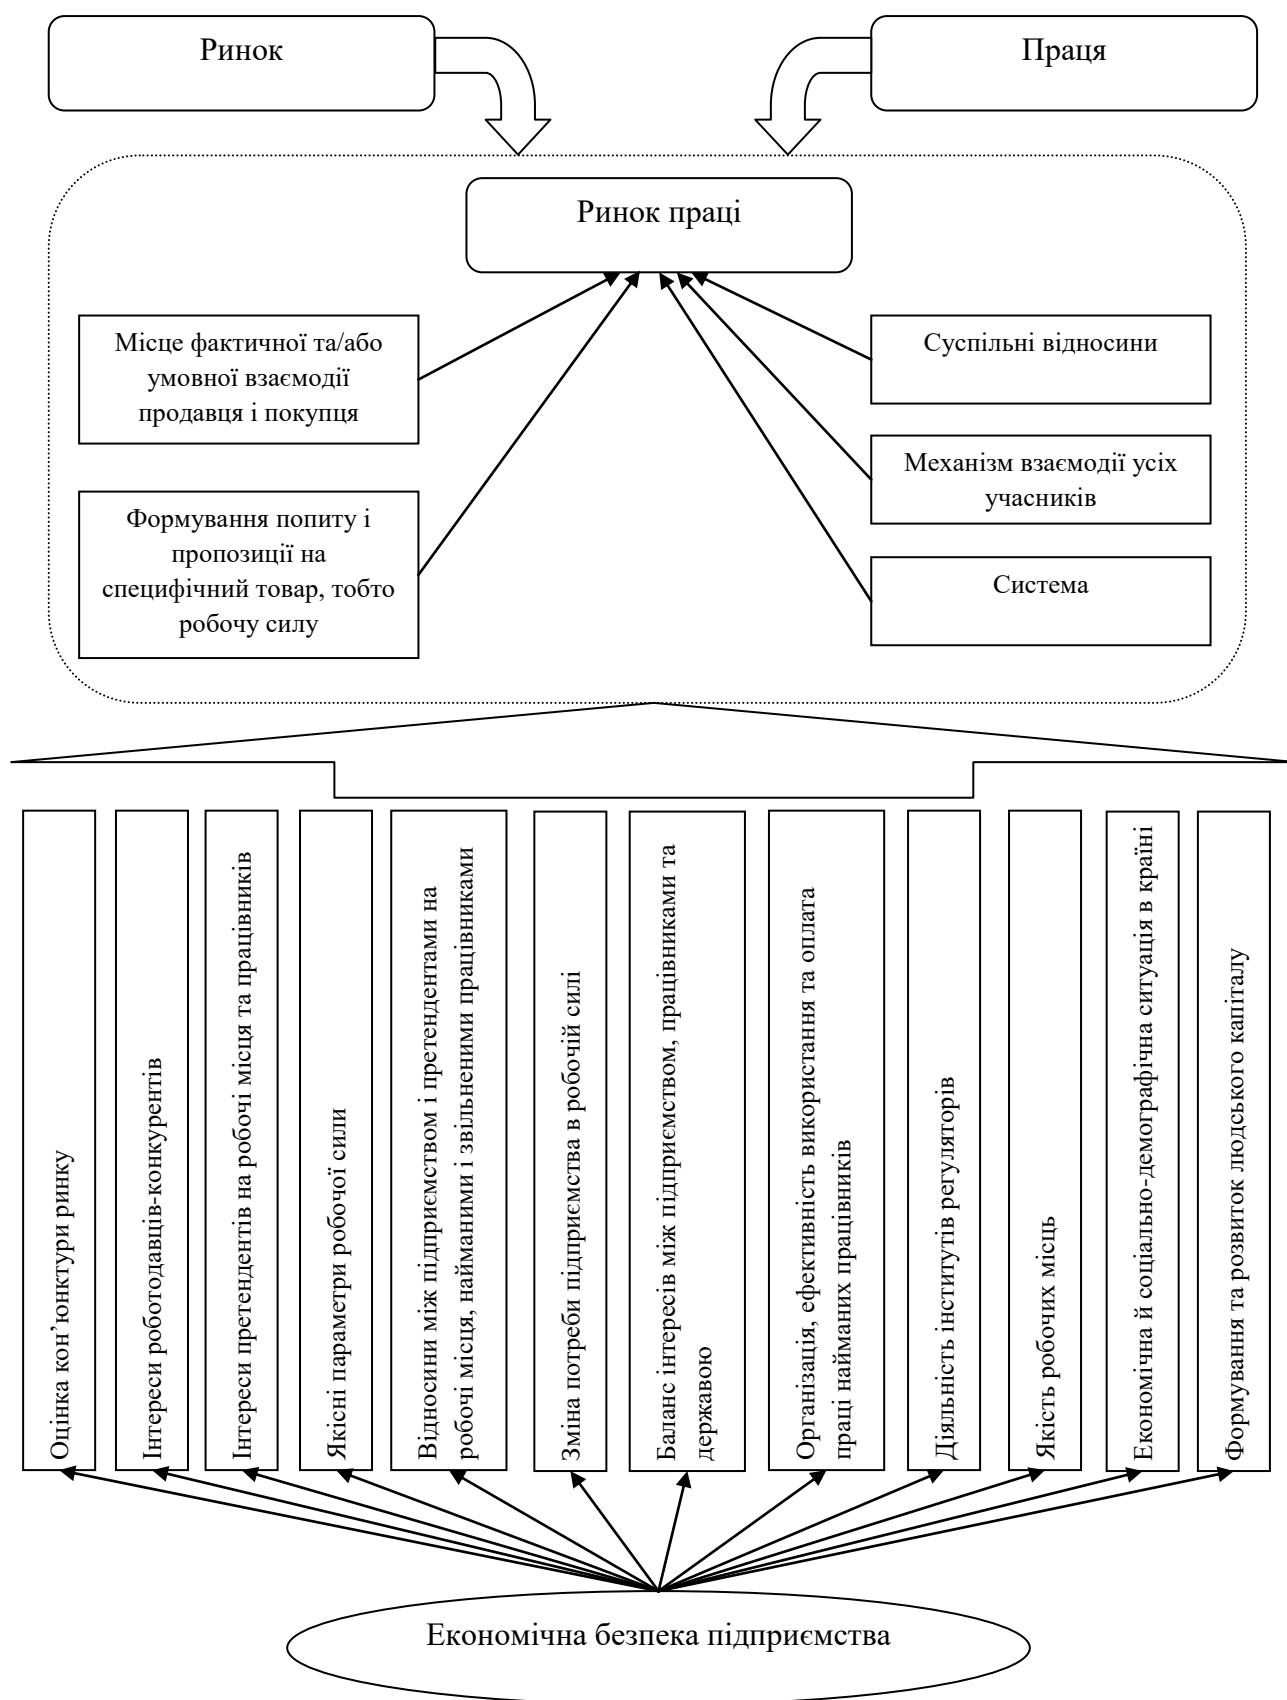 Ринок
Праця
Ринок праці
Місце фактичної та/або
умовної взаємодії
продавця і покупця
Формування попиту і
пропозиції на
специфічний товар, тобто
робочу силу
Суспільні відносини
Механізм взаємодії усіх
учасників
Система
Оцінка кон’юнктури ринку
Інтереси роботодавців-конкурентів
Інтереси претендентів на робочі місця та працівників
Якісні параметри робочої сили
Відносини між підприємством і претендентами на
робочі місця, найманими і звільненими працівниками
Зміна потреби підприємства в робочій силі
Баланс інтересів між підприємством, працівниками та
державою
Організація, ефективність використання та оплата
праці найманих працівників
Діяльність інститутів регуляторів
Якість робочих місць
Економічна й соціально-демографічна ситуація в країні
Формування та розвиток людського капіталу
Економічна безпека підприємства